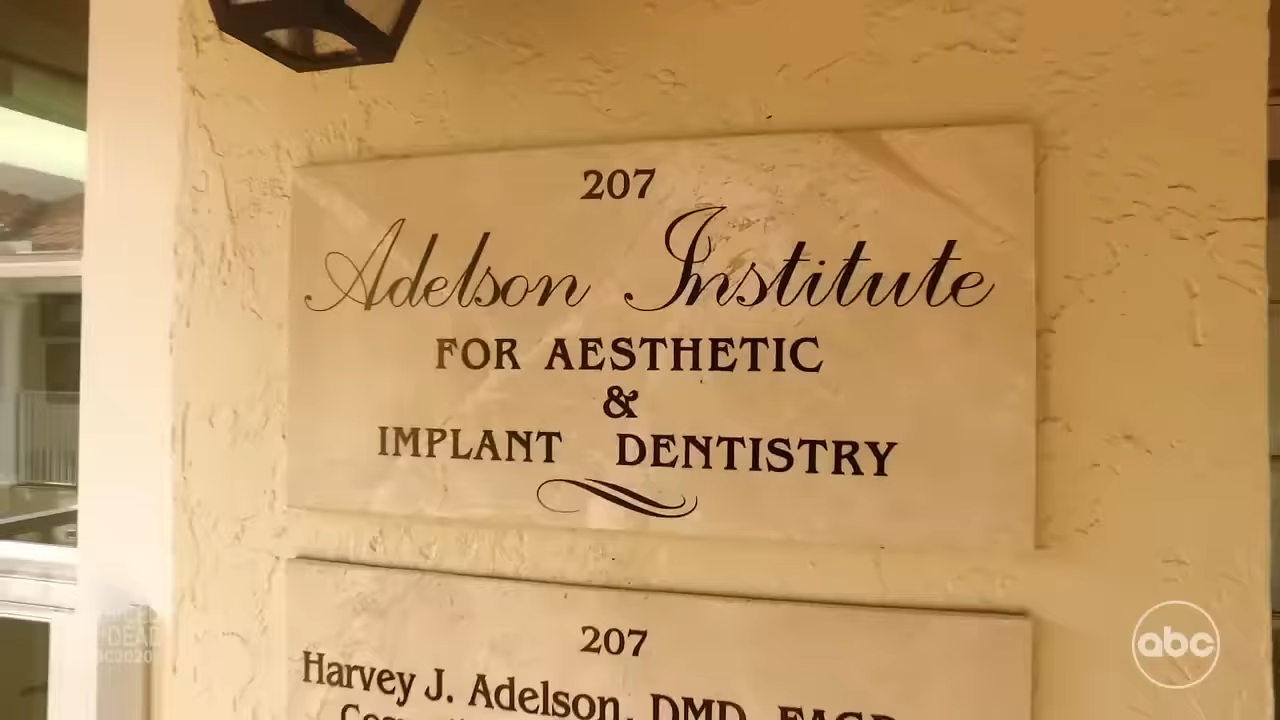 207
Adelson Institute
FOR AESTHETIC
&
IMPLANT DENTISTRY
207
Harvey J. Adelson, DMD,
abc